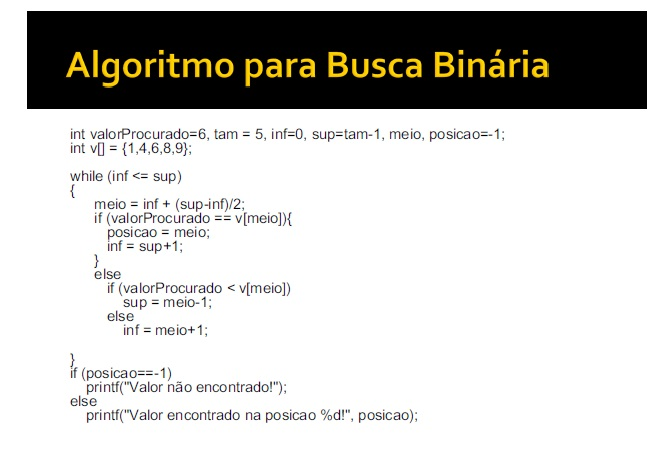 Algoritmo para Busca Binária
int valorProcurado=6, tam = 5, inf=0, sup=tam-1, meio, posicao=-1;
int v[] = {1,4,6,8,9};
while (inf <= sup)
{
meio = inf + (sup-inf)/2;
if (valorProcurado == v[meio]){
posicao = meio;
inf = sup+1;
}
else
if (valorProcurado < v[meio])
sup = meio-1;
else
inf = meio+1;
}
if (posicao==-1)
printf("Valor não encontrado!");
else
printf("Valor encontrado na posicao %d!", posicao);